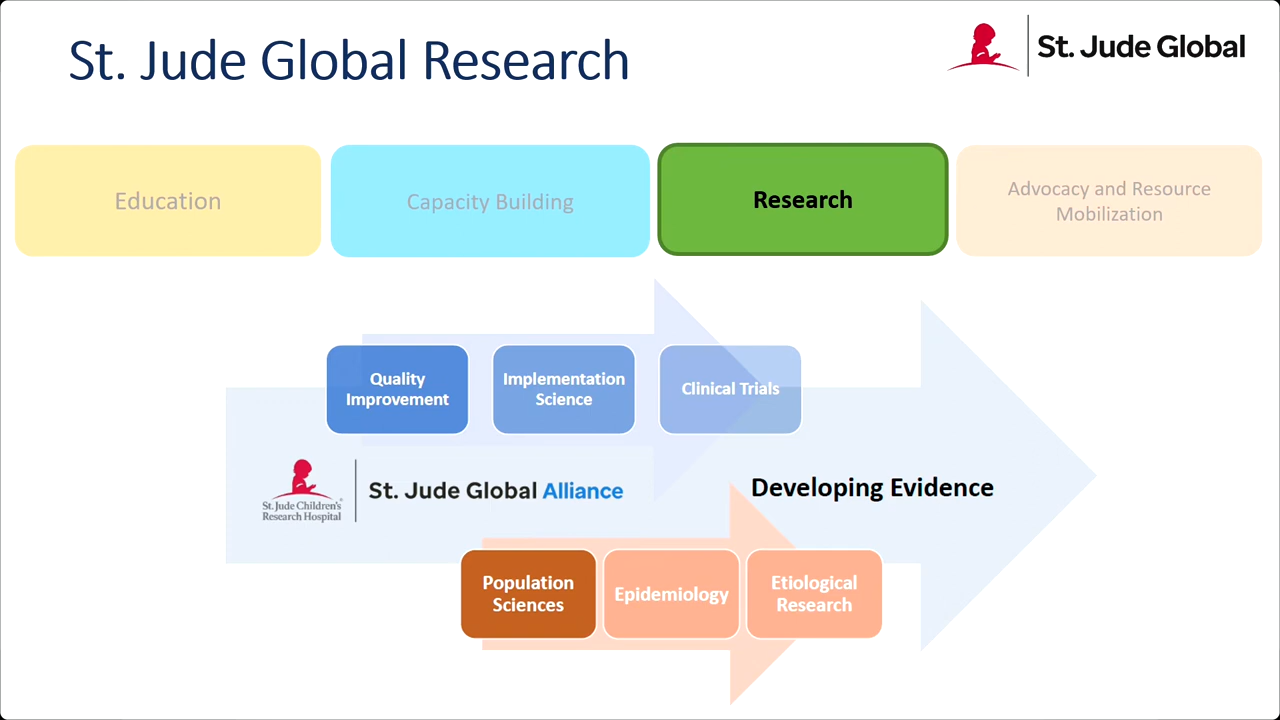 St. Jude Global Research
St. Jude Global
Education
Capacity Building
Research
Advocacy and Resource
Mobilization
Quality
Improvement
Implementation
Science
Clinical Trials
St. Jude Children's
Research Hospital
St. Jude Global Alliance
Developing Evidence
Population
Sciences
Epidemiology
Etiological
Research